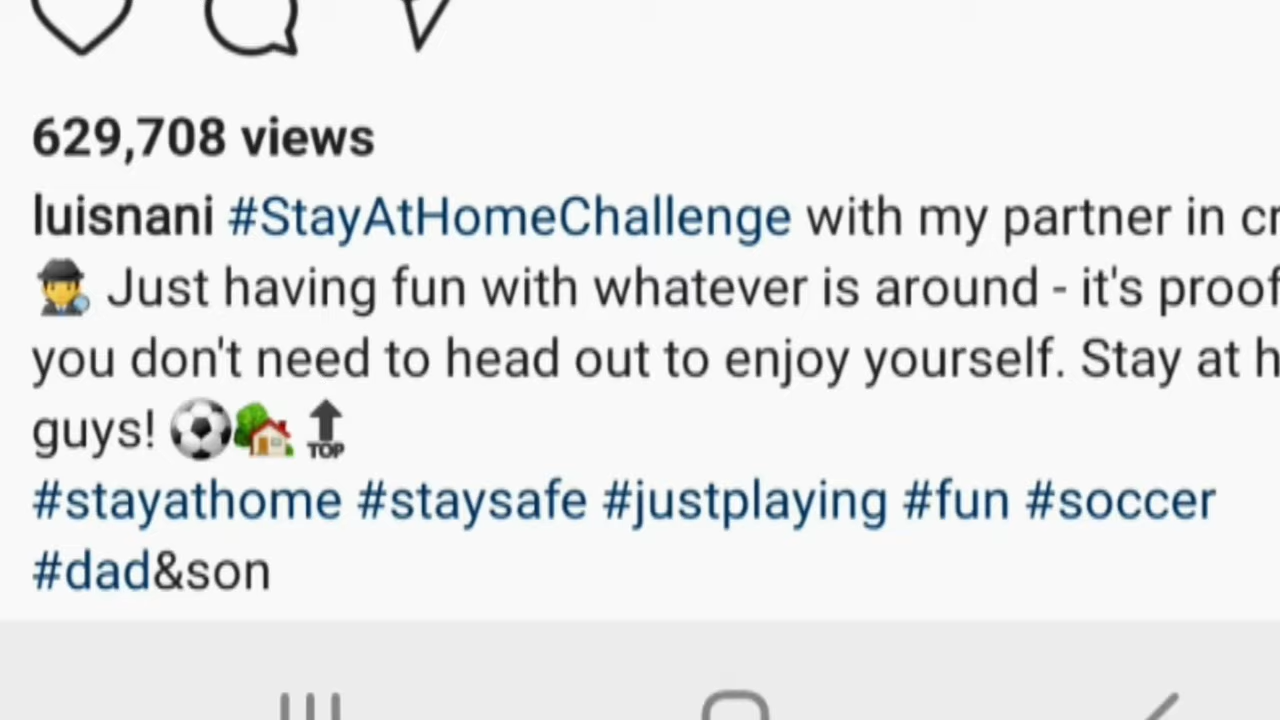 629,708 views
luisnani #StayAtHomeChallenge with my partner in
🕵️ Just having fun with whatever is around - it's proof
you don't need to head out to enjoy yourself. Stay at
guys! ⚽🏡🔝
#stayathome #staysafe #justplaying #fun #soccer
#dad&son